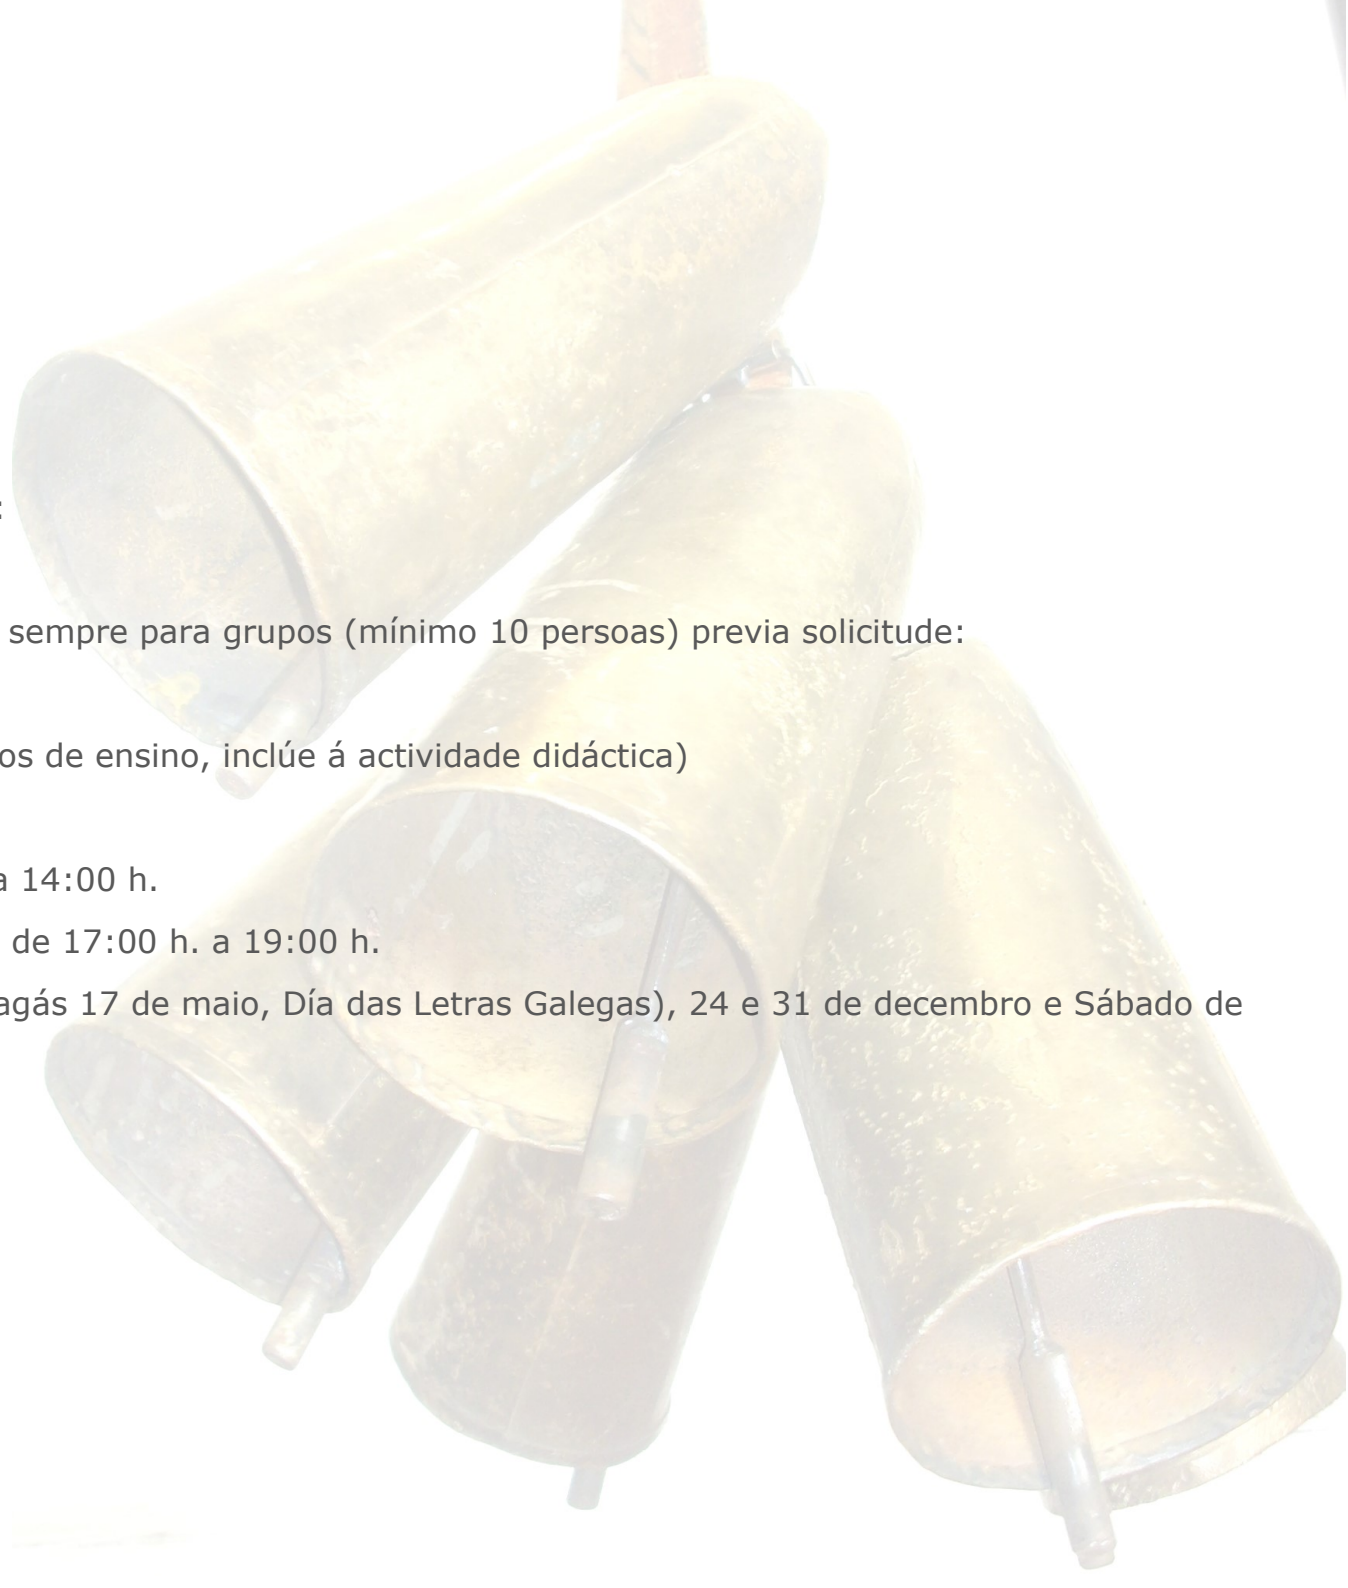 :
sempre para grupos (mínimo 10 persoas) previa solicitude:
os de ensino, inclúe á actividade didáctica)
a 14:00 h.
de 17:00 h. a 19:00 h.
agás 17 de maio, Día das Letras Galegas), 24 e 31 de decembro e Sábado de